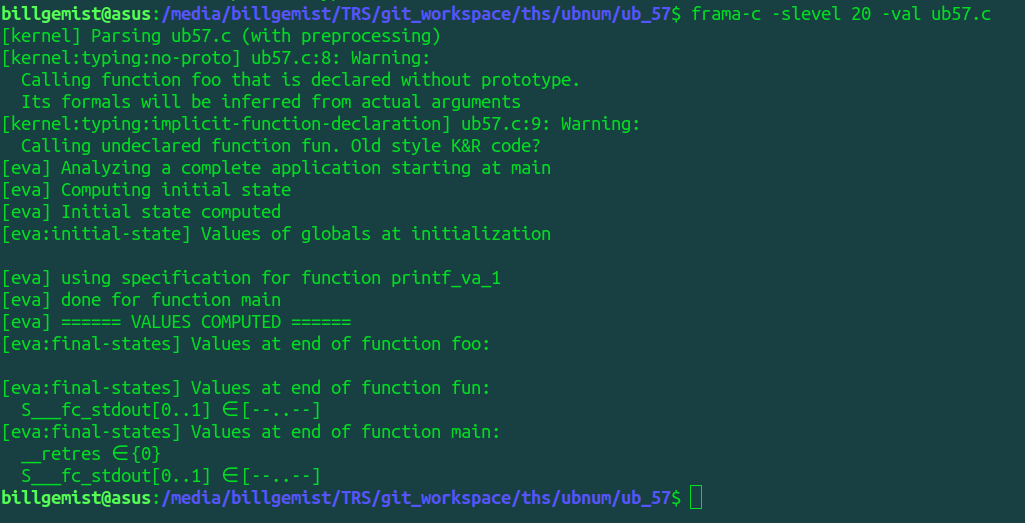 billgemist@asus:/media/billgemist/TRS/git_workspace/ths/ubnum/ub_57$ frama-c -slevel 20 -val ub57.c
[kernel] Parsing ub57.c (with preprocessing)
[kernel:typing:no-proto] ub57.c:8: Warning:
  Calling function foo that is declared without prototype.
  Its formals will be inferred from actual arguments
[kernel:typing:implicit-function-declaration] ub57.c:9: Warning:
  Calling undeclared function fun. Old style K&R code?
[eva] Analyzing a complete application starting at main
[eva] Computing initial state
[eva] Initial state computed
[eva:initial-state] Values of globals at initialization
[eva] using specification for function printf_va_1
[eva] done for function main
[eva] ====== VALUES COMPUTED ======
[eva:final-states] Values at end of function foo:
[eva:final-states] Values at end of function fun:
  S___fc_stdout[0..1] ∈ [--..--]
[eva:final-states] Values at end of function main:
  __retres ∈ {0}
  S___fc_stdout[0..1] ∈ [--..--]
billgemist@asus:/media/billgemist/TRS/git_workspace/ths/ubnum/ub_57$